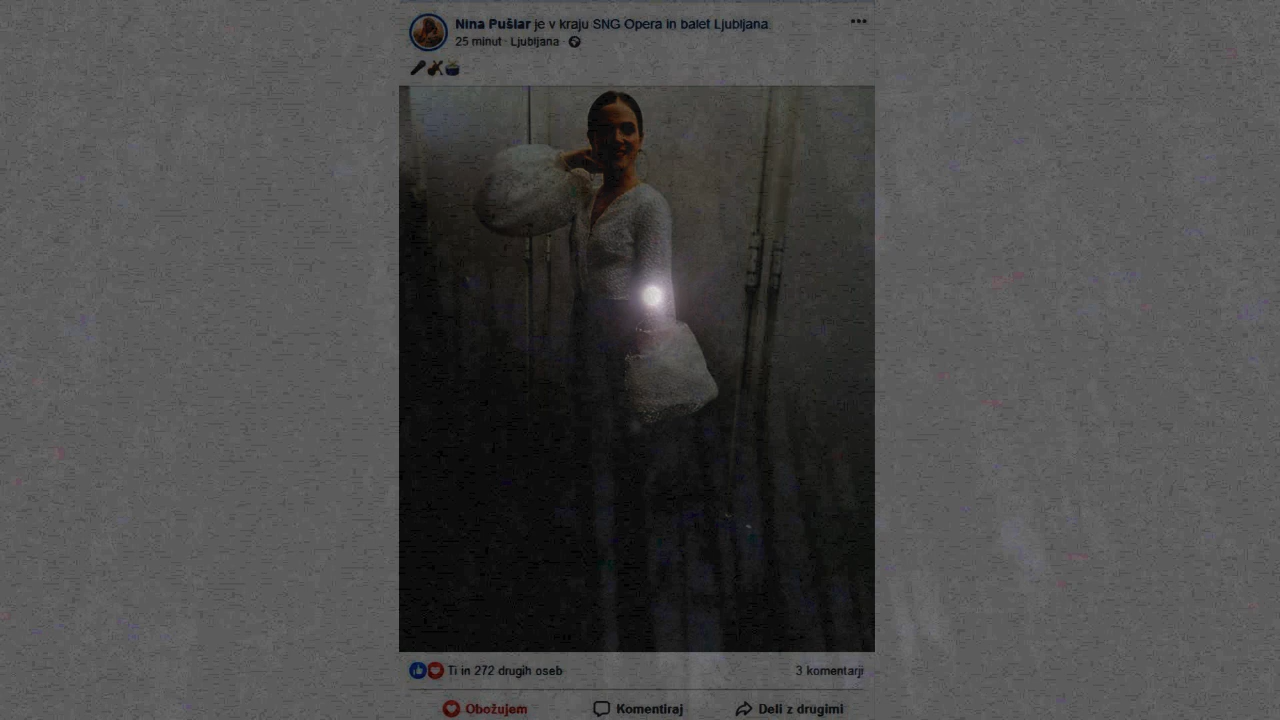 Nina Pušlar je v kraju SNG Opera in balet Ljubljana.
25 minut · Ljubljana ·
Ti in 272 drugih oseb
3 komentarji
Obožujem
Komentiraj
Deli z drugimi